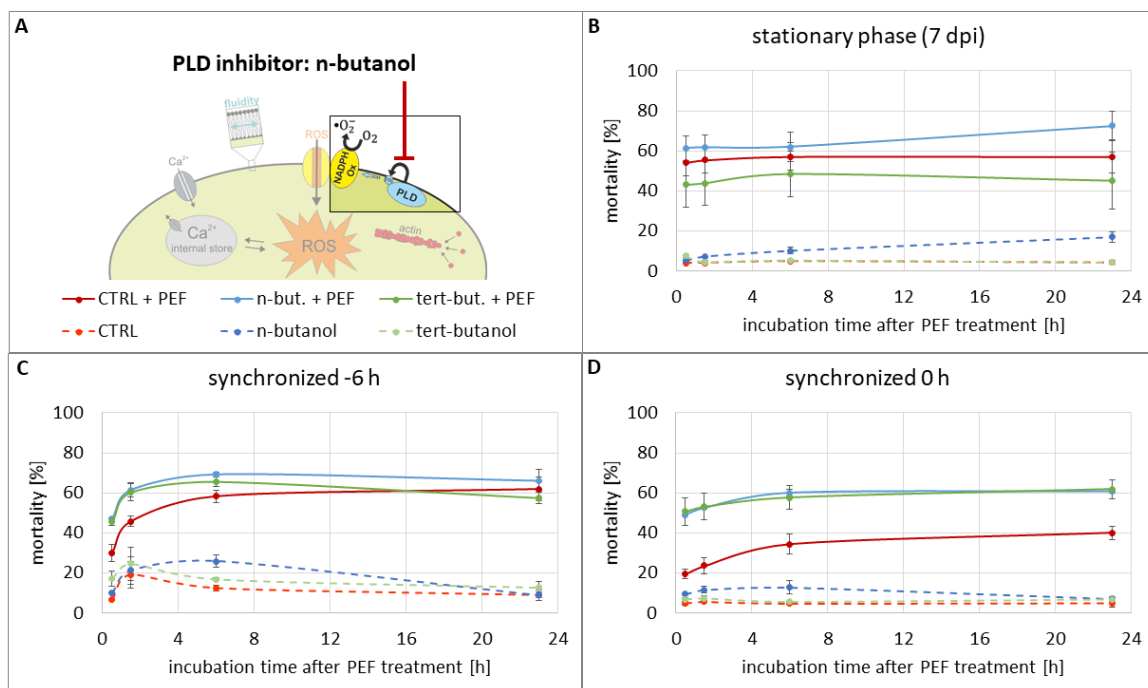 A
PLD inhibitor: n-butanol
fluidity
•O₂⁻
O₂
ROS
NADPH
Ox
PLD
Ca²⁺
Ca²⁺
internal store
ROS
actin
CTRL + PEF
n-but. + PEF
tert-but. + PEF
CTRL
n-butanol
tert-butanol
B
stationary phase (7 dpi)
mortality [%]
100
80
60
40
20
0
0 4 8 12 16 20 24
incubation time after PEF treatment [h]
C
synchronized -6 h
mortality [%]
100
80
60
40
20
0
0 4 8 12 16 20 24
incubation time after PEF treatment [h]
D
synchronized 0 h
mortality [%]
100
80
60
40
20
0
0 4 8 12 16 20 24
incubation time after PEF treatment [h]